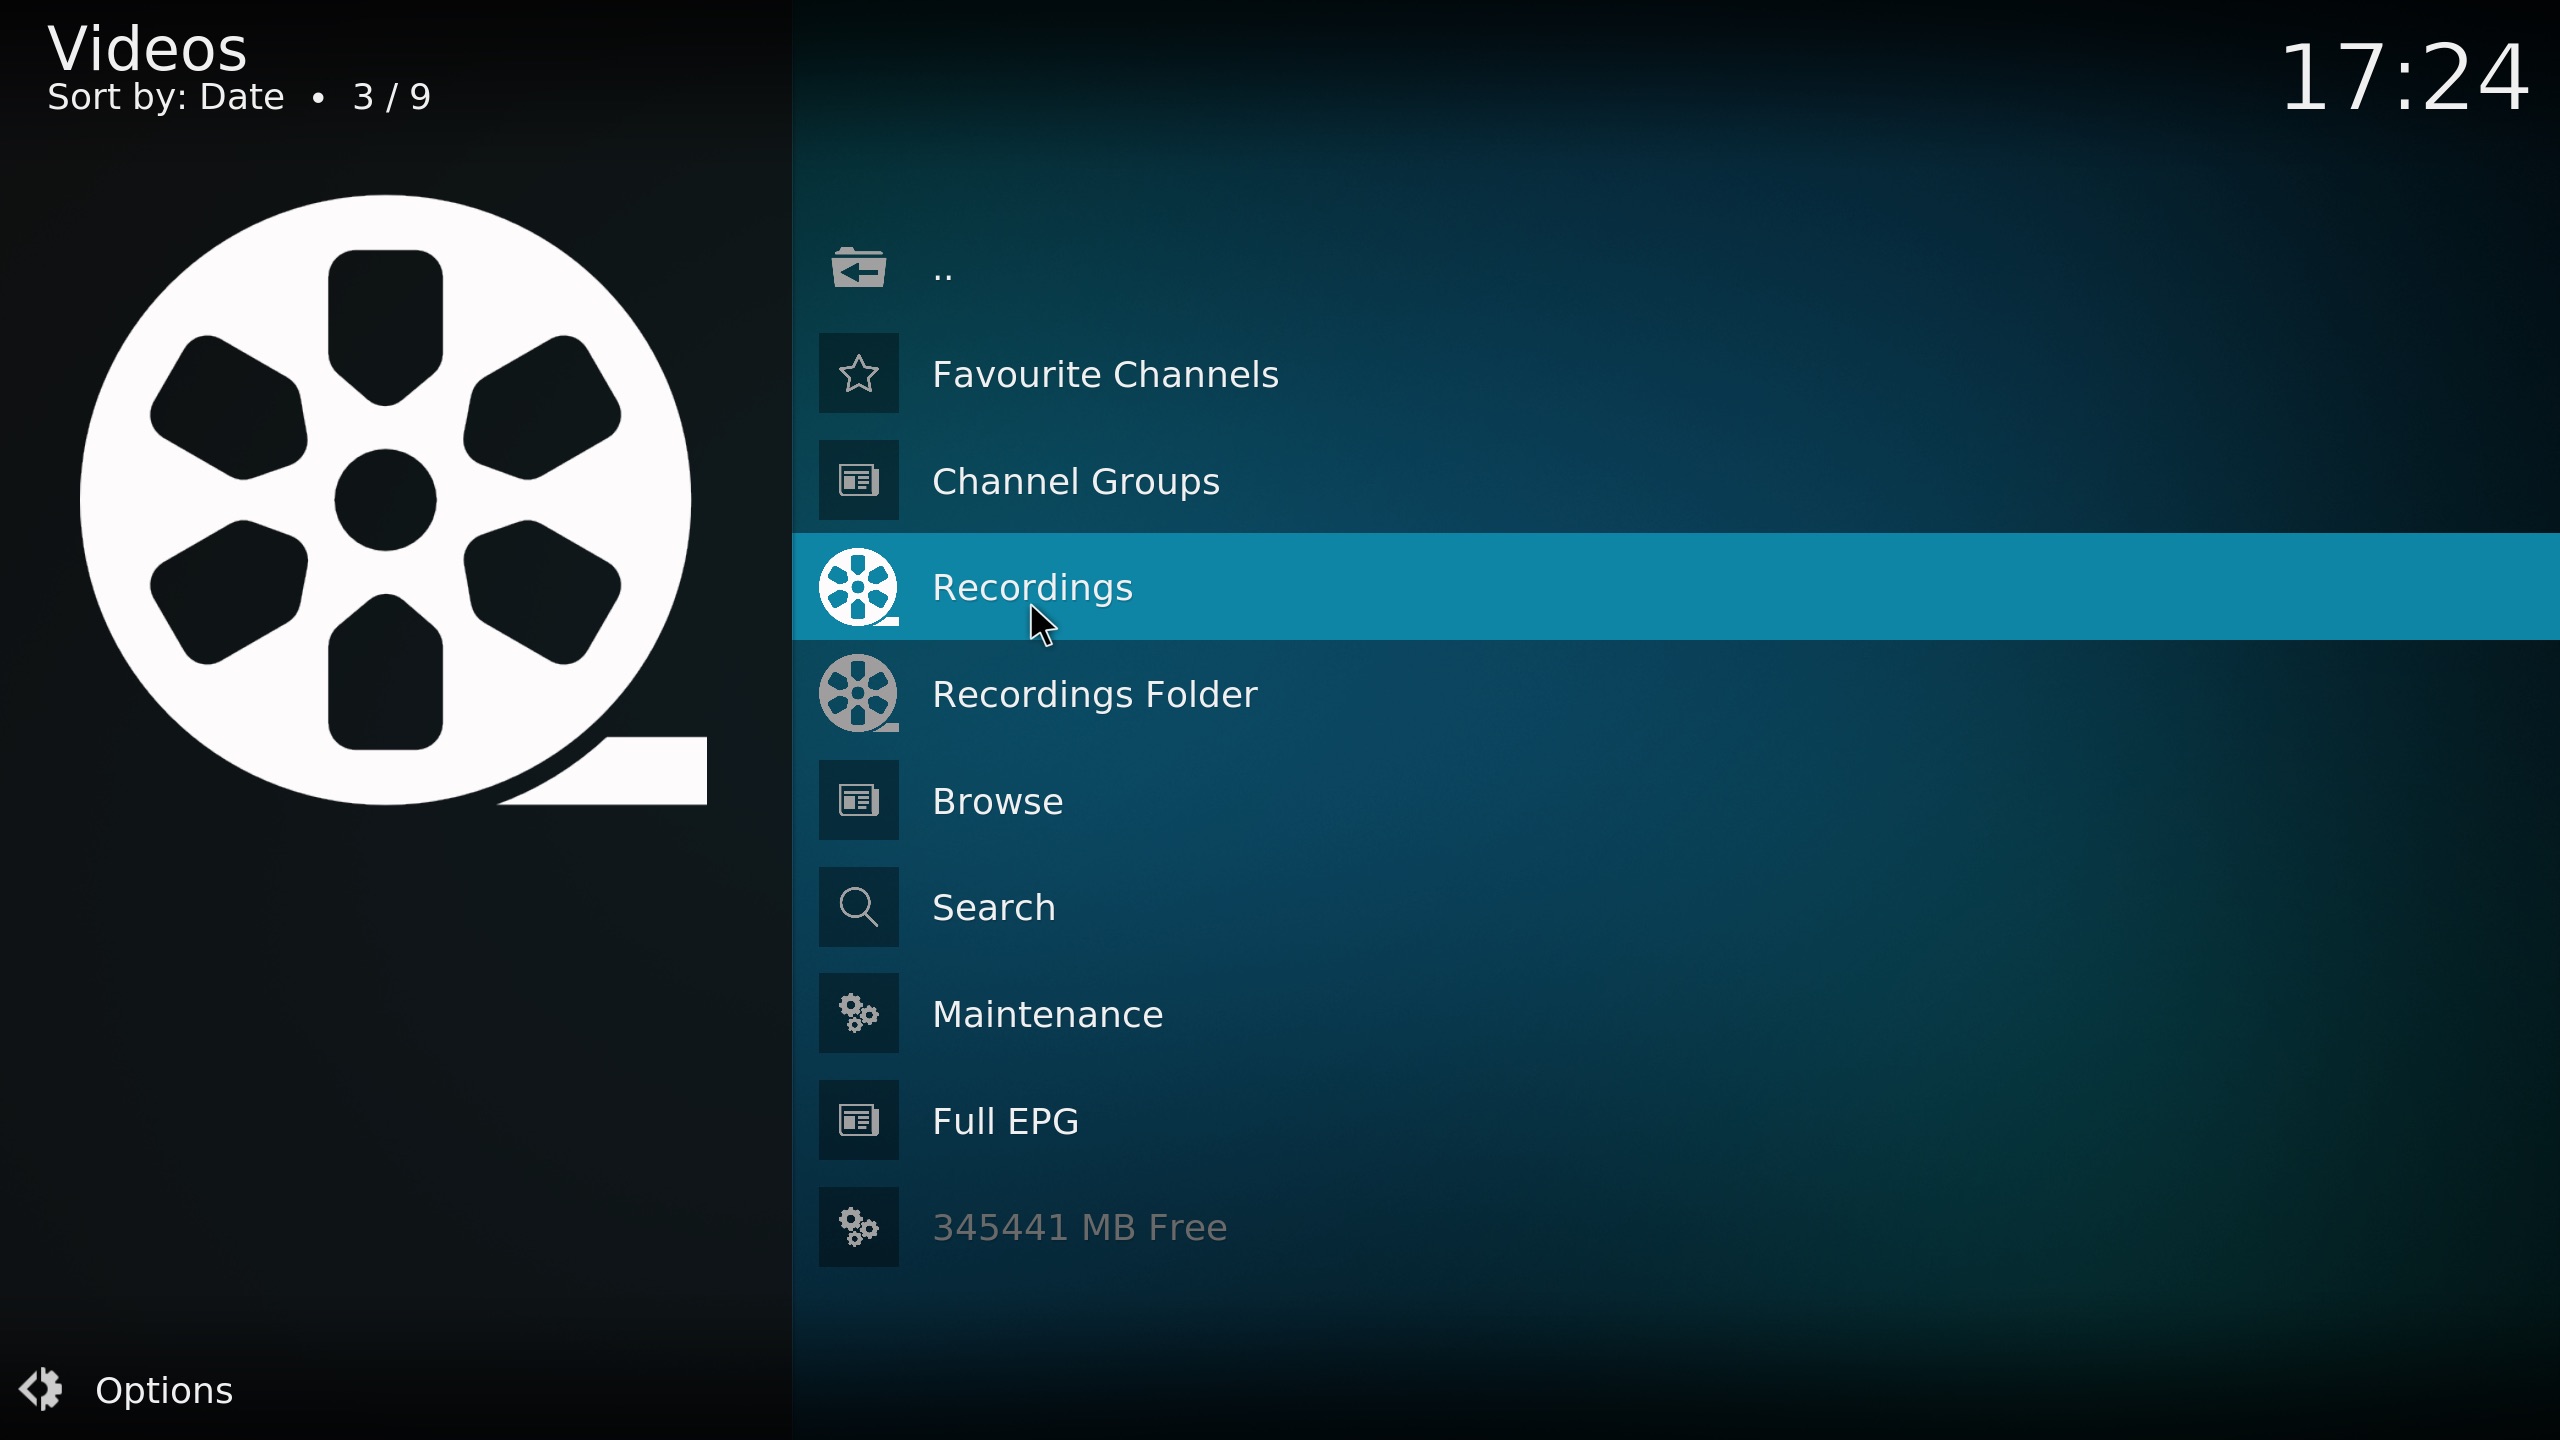 Videos
Sort by: Date • 3 / 9
17:24
..
Favourite Channels
Channel Groups
Recordings
Recordings Folder
Browse
Search
Maintenance
Full EPG
345441 MB Free
Options